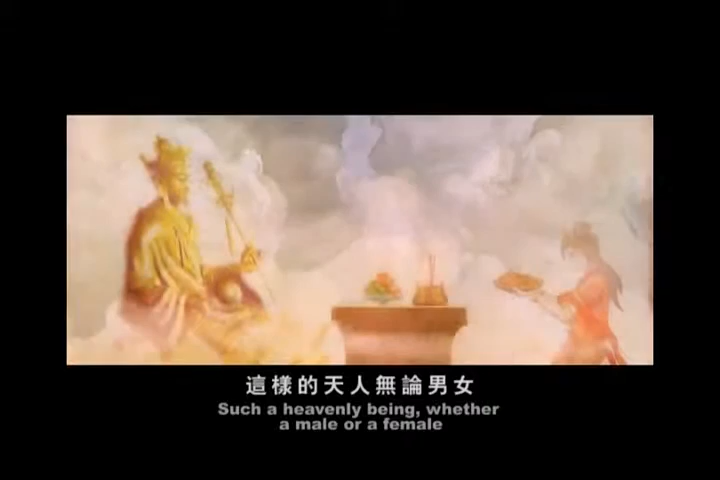 這樣的天人無論男女
Such a heavenly being, whether
a male or a female